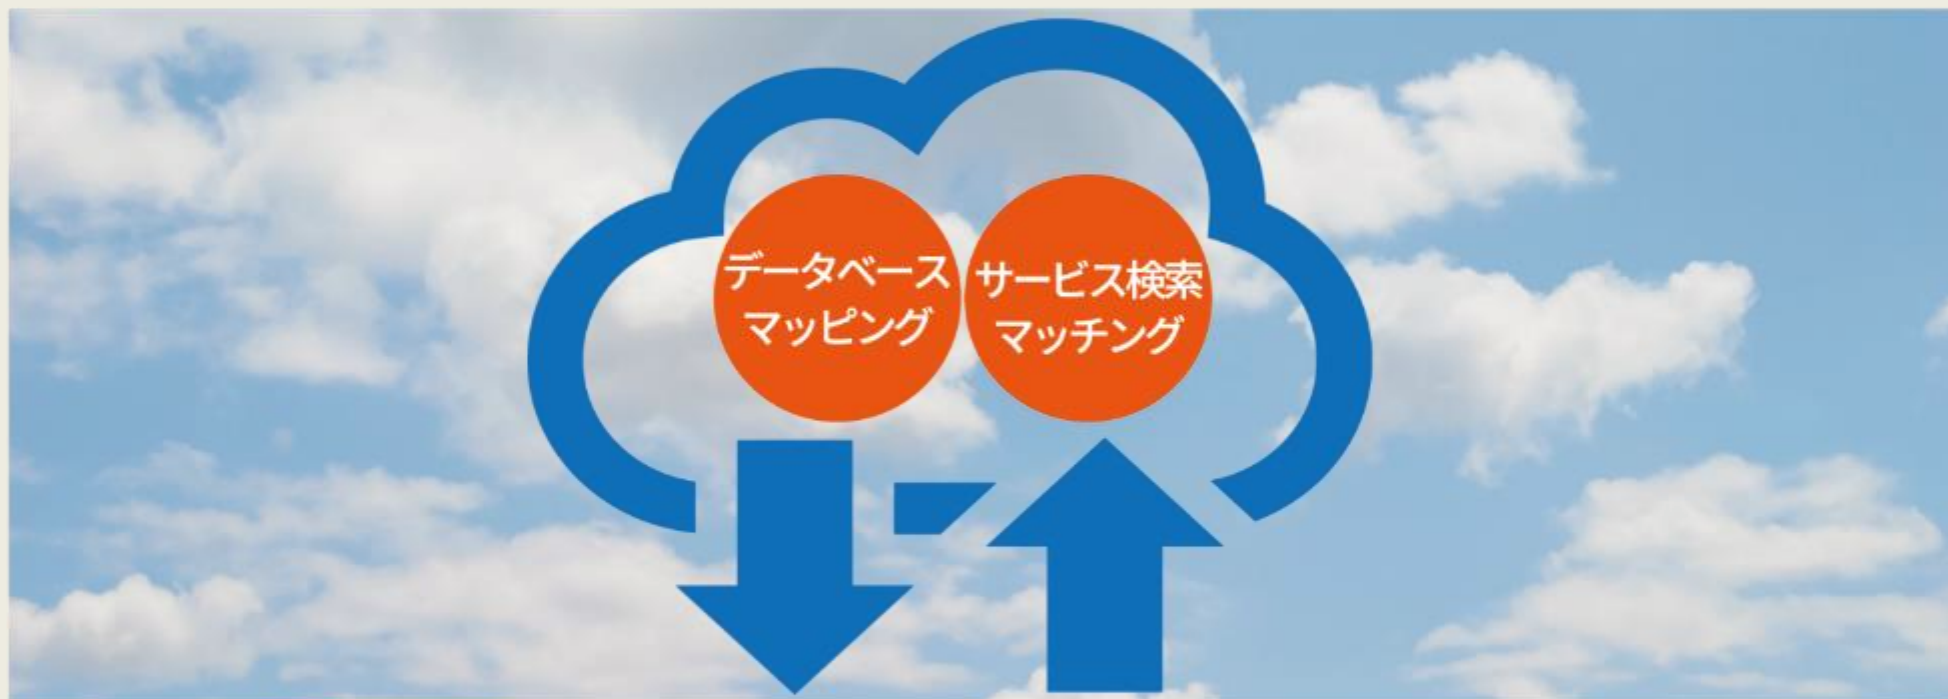 データベース
マッピング
サービス検索
マッチング